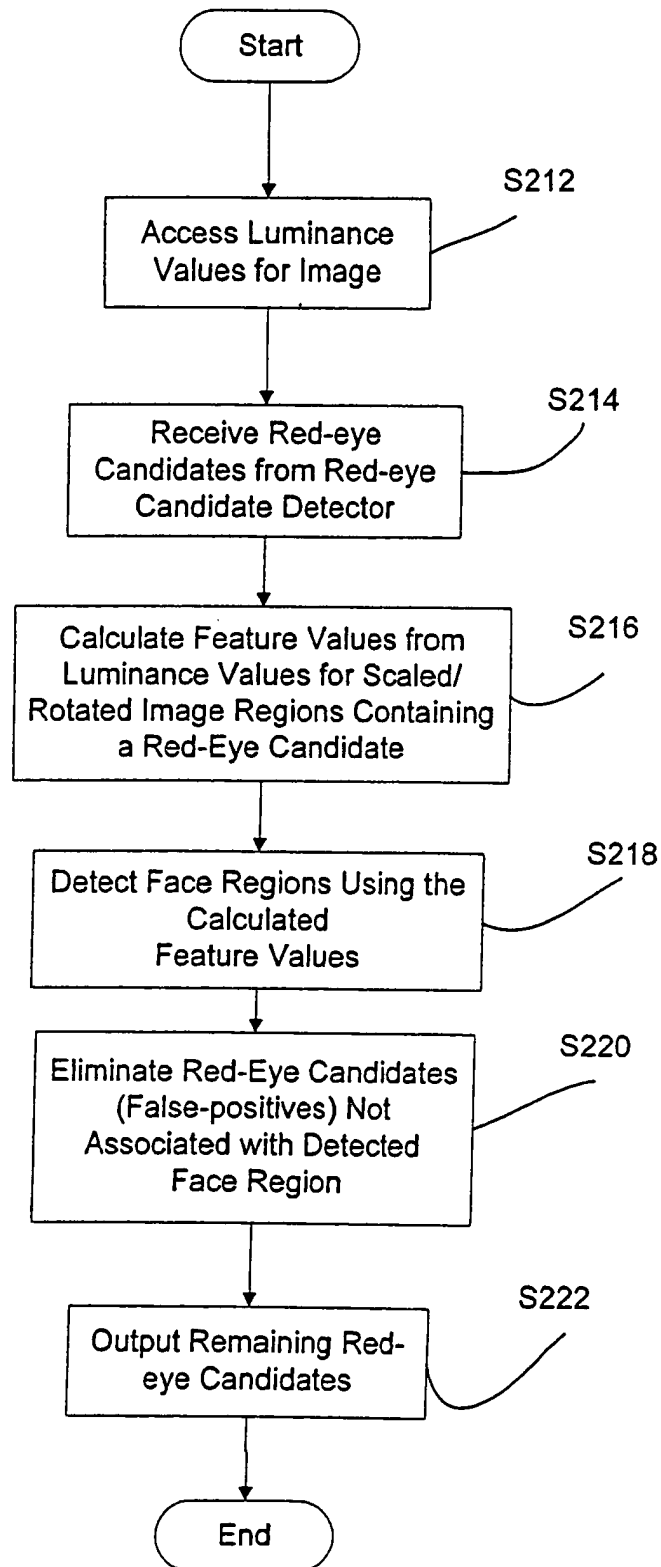 Start
S212
Access Luminance
Values for Image
S214
Receive Red-eye
Candidates from Red-eye
Candidate Detector
S216
Calculate Feature Values from
Luminance Values for Scaled/
Rotated Image Regions Containing
a Red-Eye Candidate
S218
Detect Face Regions Using the
Calculated
Feature Values
S220
Eliminate Red-Eye Candidates
(False-positives) Not
Associated with Detected
Face Region
S222
Output Remaining Red-
eye Candidates
End